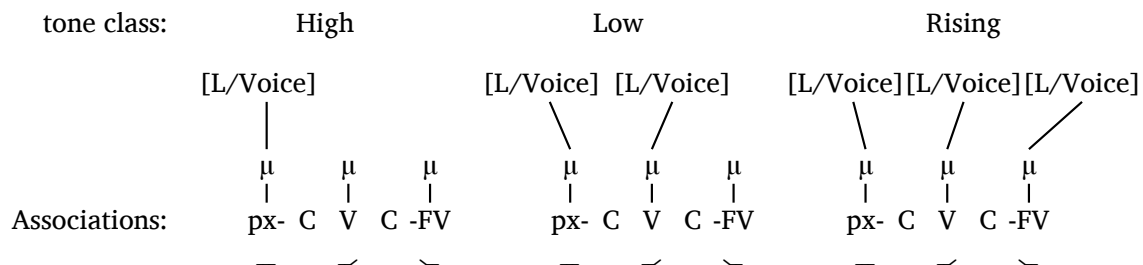 tone class: High Low Rising
[L/Voice] [L/Voice] [L/Voice] [L/Voice] [L/Voice] [L/Voice]
μ μ μ μ μ μ μ μ μ
Associations: px- C V C -FV px- C V C -FV px- C V C -FV